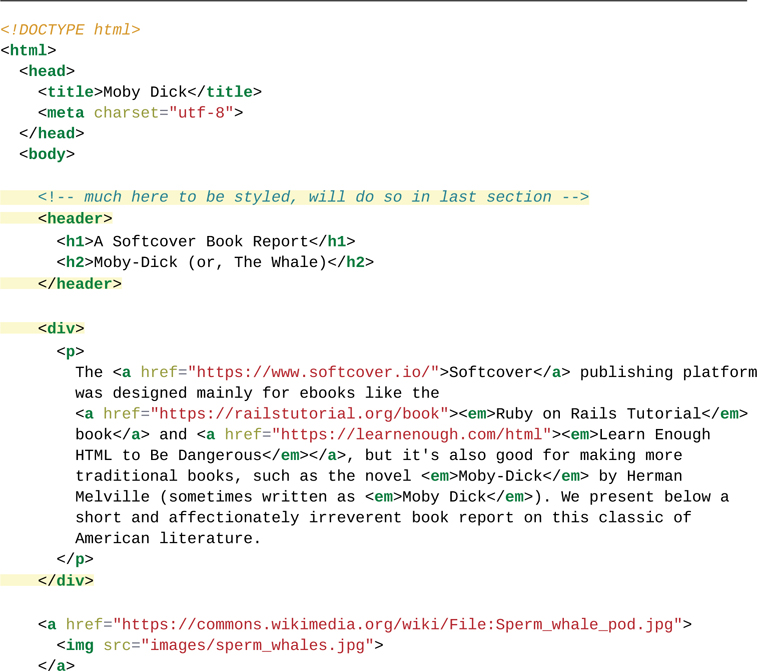 <!DOCTYPE html>
<html>
  <head>
    <title>Moby Dick</title>
    <meta charset="utf-8">
  </head>
  <body>

    <!-- much here to be styled, will do so in last section -->
    <header>
      <h1>A Softcover Book Report</h1>
      <h2>Moby-Dick (or, The Whale)</h2>
    </header>

    <div>
      <p>
        The <a href="https://www.softcover.io/">Softcover</a> publishing platform
        was designed mainly for ebooks like the
        <a href="https://railstutorial.org/book"><em>Ruby on Rails Tutorial</em>
        book</a> and <a href="https://learnenough.com/html"><em>Learn Enough
        HTML to Be Dangerous</em></a>, but it's also good for making more
        traditional books, such as the novel <em>Moby-Dick</em> by Herman
        Melville (sometimes written as <em>Moby Dick</em>). We present below a
        short and affectionately irreverent book report on this classic of
        American literature.
      </p>
    </div>

    <a href="https://commons.wikimedia.org/wiki/File:Sperm_whale_pod.jpg">
      <img src="images/sperm_whales.jpg">
    </a>